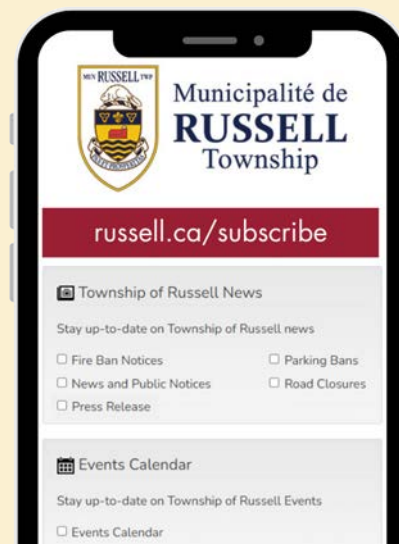 MUN RUSSELL TWP
Municipalité de
RUSSELL
Township
russell.ca/subscribe
Township of Russell News
Stay up-to-date on Township of Russell news
Fire Ban Notices
Parking Bans
News and Public Notices
Road Closures
Press Release
Events Calendar
Stay up-to-date on Township of Russell Events
Events Calendar